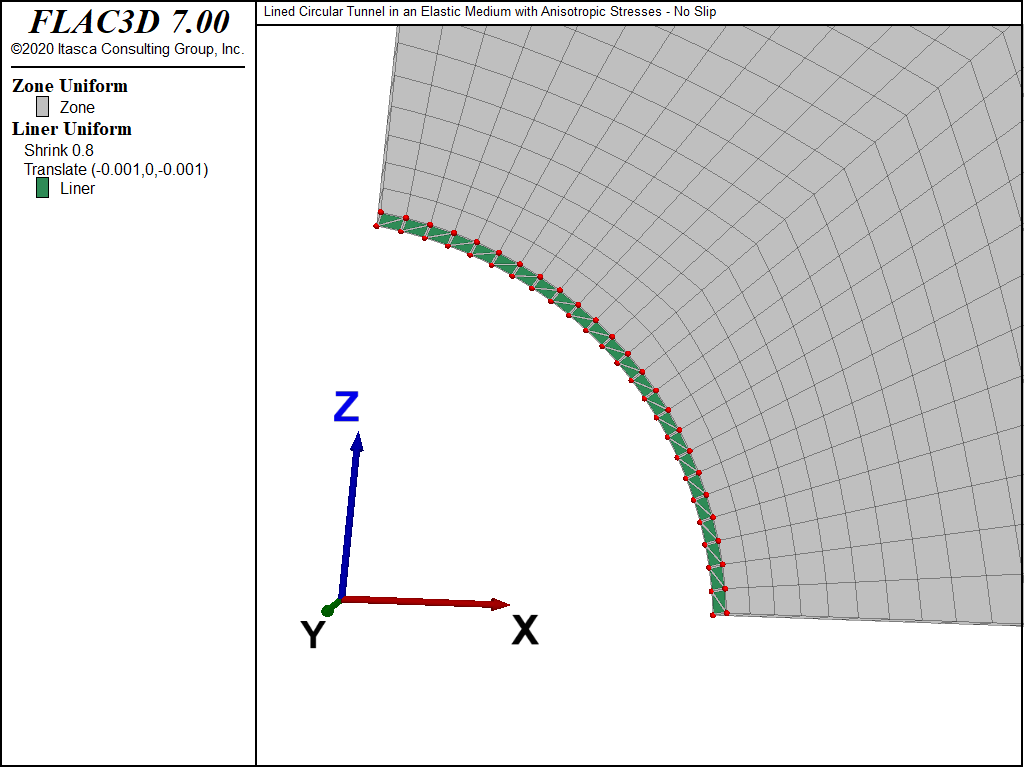 FLAC3D 7.00
©2020 Itasca Consulting Group, Inc.
Zone Uniform
Zone
Liner Uniform
Shrink 0.8
Translate (-0.001,0,-0.001)
Liner
Lined Circular Tunnel in an Elastic Medium with Anisotropic Stresses - No Slip
Z
Y
X